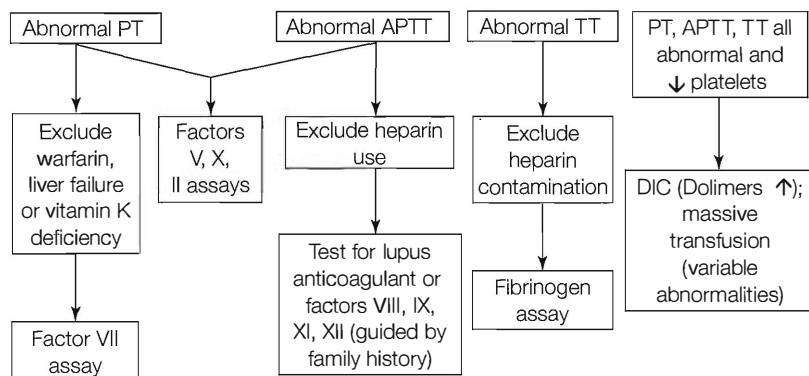 Abnormal PT
Abnormal APTT
Abnormal TT
PT, APTT, TT all
abnormal and
↓ platelets
Exclude
warfarin,
liver failure
or vitamin K
deficiency
Factors
V, X,
II assays
Exclude heparin
use
Exclude
heparin
contamination
DIC (Dolimers ↑);
massive
transfusion
(variable
abnormalities)
Test for lupus
anticoagulant or
factors VIII, IX,
XI, XII (guided by
family history)
Fibrinogen
assay
Factor VII
assay